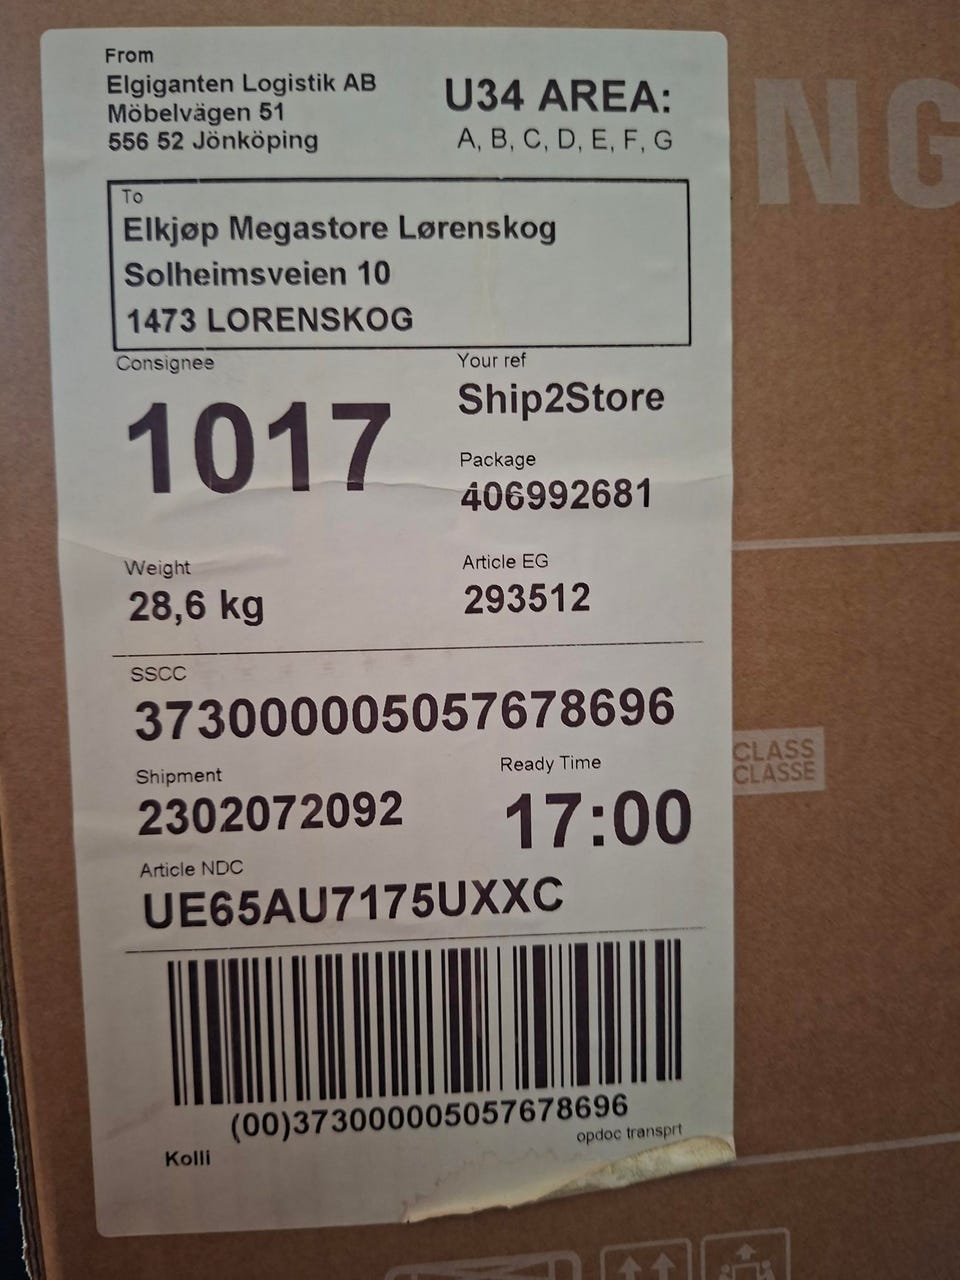 From
Elgiganten Logistik AB
Möbelvägen 51
556 52 Jönköping
U34 AREA:
A, B, C, D, E, F, G
To
Elkjøp Megastore Lørenskog
Solheimsveien 10
1473 LORENSKOG
Consignee
1017
Your ref
Ship2Store
Package
406992681
Weight
28,6 kg
Article EG
293512
SSCC
373000005057678696
Shipment
2302072092
Ready Time
17:00
Article NDC
UE65AU7175UXXC
(00)373000005057678696
opdoc transprt
Kolli
NG
CLASS
CLASSE